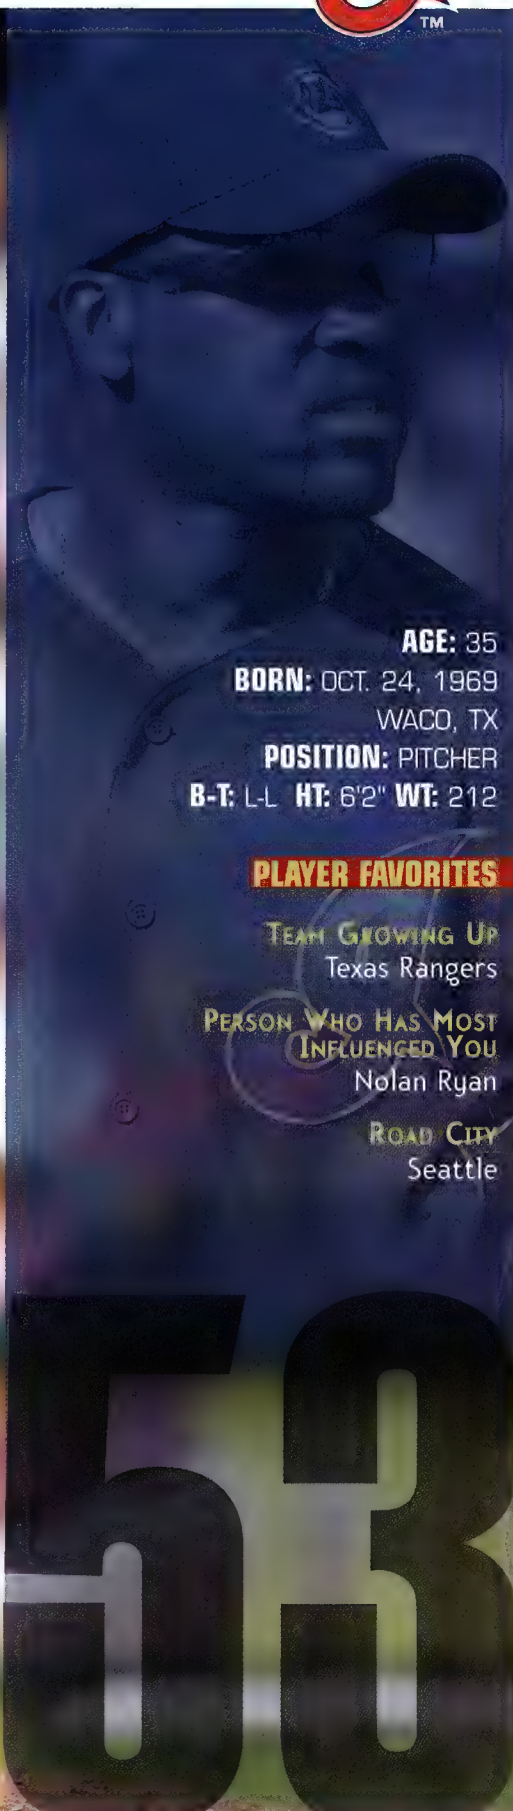 TM
AGE: 35
BORN: OCT. 24, 1969
WACO, TX
POSITION: PITCHER
B-T: L-L HT: 6'2" WT: 212
PLAYER FAVORITES
TEAM GROWING UP
Texas Rangers
PERSON WHO HAS MOST
INFLUENCED YOU
Nolan Ryan
ROAD CITY
Seattle
53